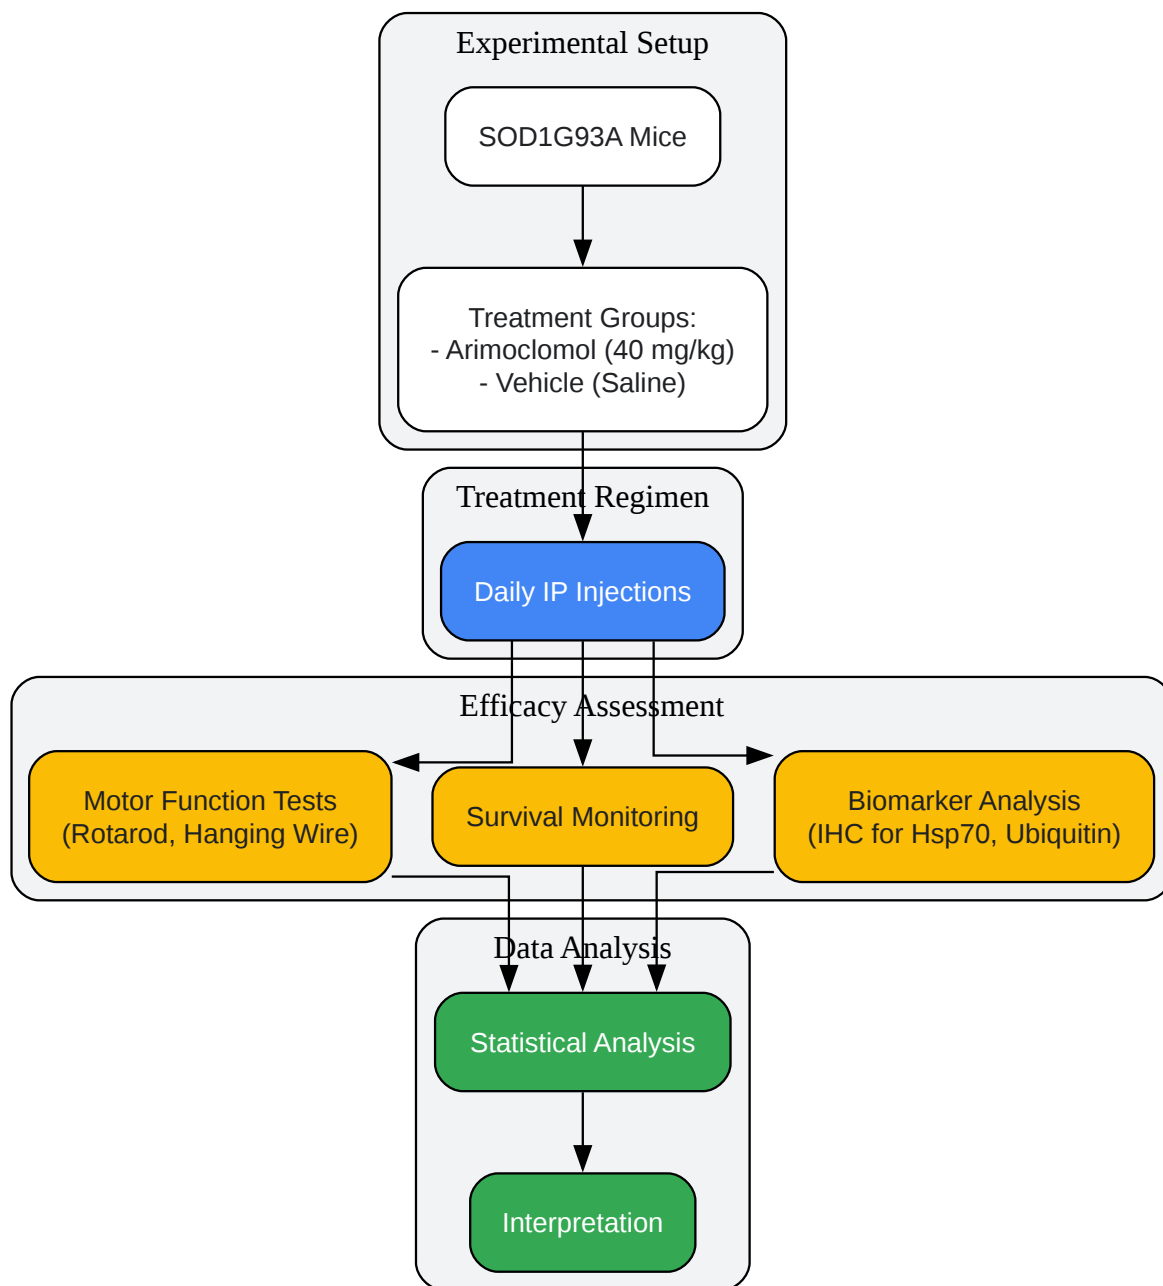 Experimental Setup
SOD1G93A Mice
Treatment Groups:
- Arimoclomol (40 mg/kg)
- Vehicle (Saline)
Treatment Regimen
Daily IP Injections
Efficacy Assessment
Motor Function Tests
(Rotarod, Hanging Wire)
Survival Monitoring
Biomarker Analysis
(IHC for Hsp70, Ubiquitin)
Data Analysis
Statistical Analysis
Interpretation